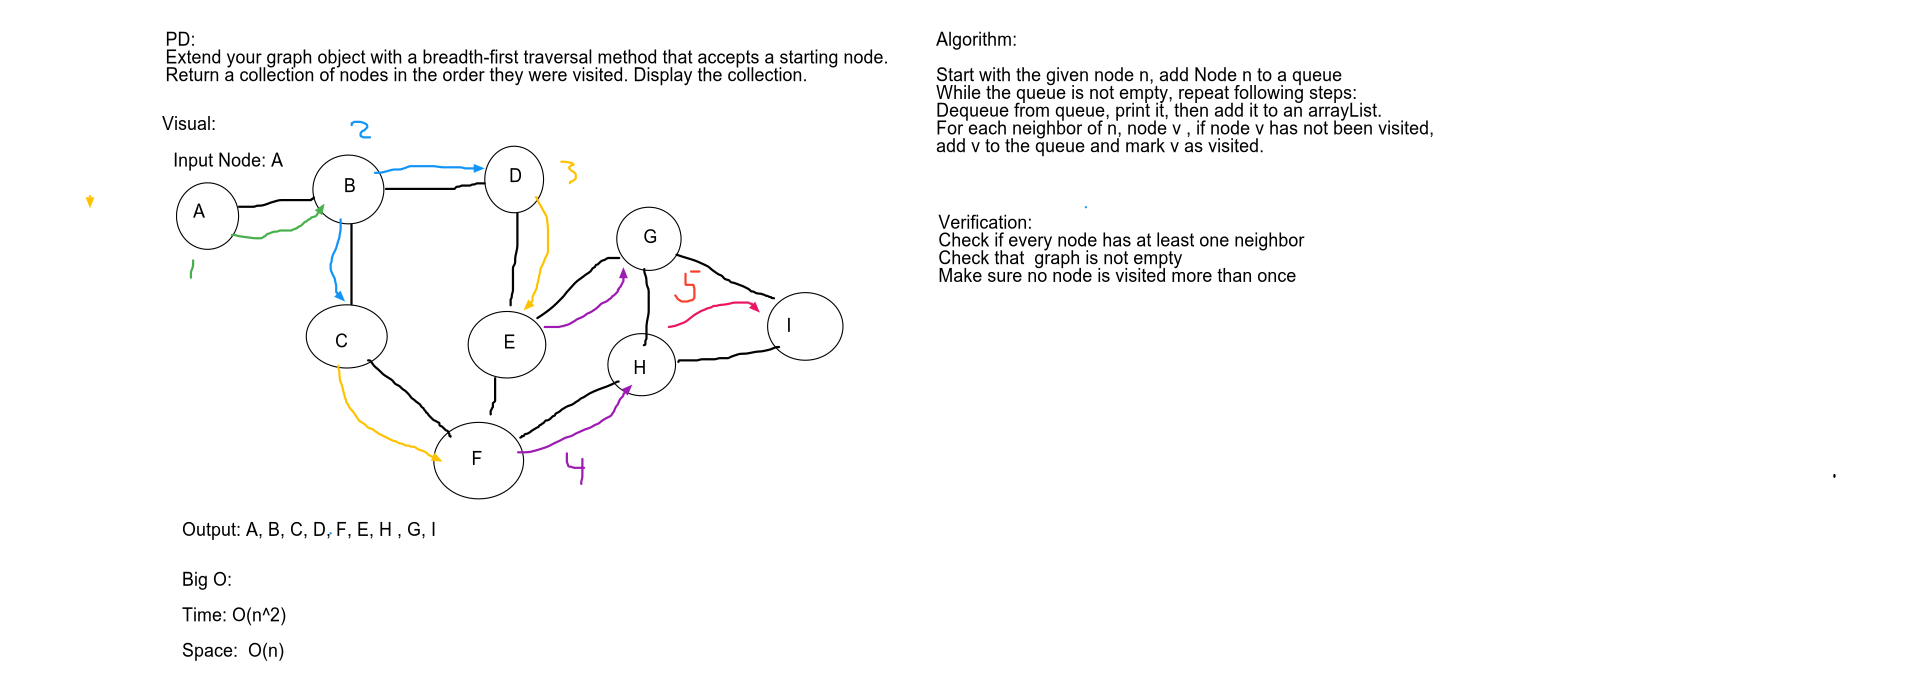 PD:
Extend your graph object with a breadth-first traversal method that accepts a starting node.
Return a collection of nodes in the order they were visited. Display the collection.
Visual:
2
Input Node: A
B
D
3
A
1
G
5
C
E
I
H
F
4
Output: A, B, C, D, F, E, H , G, I
Big O:
Time: O(n^2)
Space: O(n)
Algorithm:
Start with the given node n, add Node n to a queue
While the queue is not empty, repeat following steps:
Dequeue from queue, print it, then add it to an arrayList.
For each neighbor of n, node v , if node v has not been visited,
add v to the queue and mark v as visited.
Verification:
Check if every node has at least one neighbor
Check that graph is not empty
Make sure no node is visited more than once